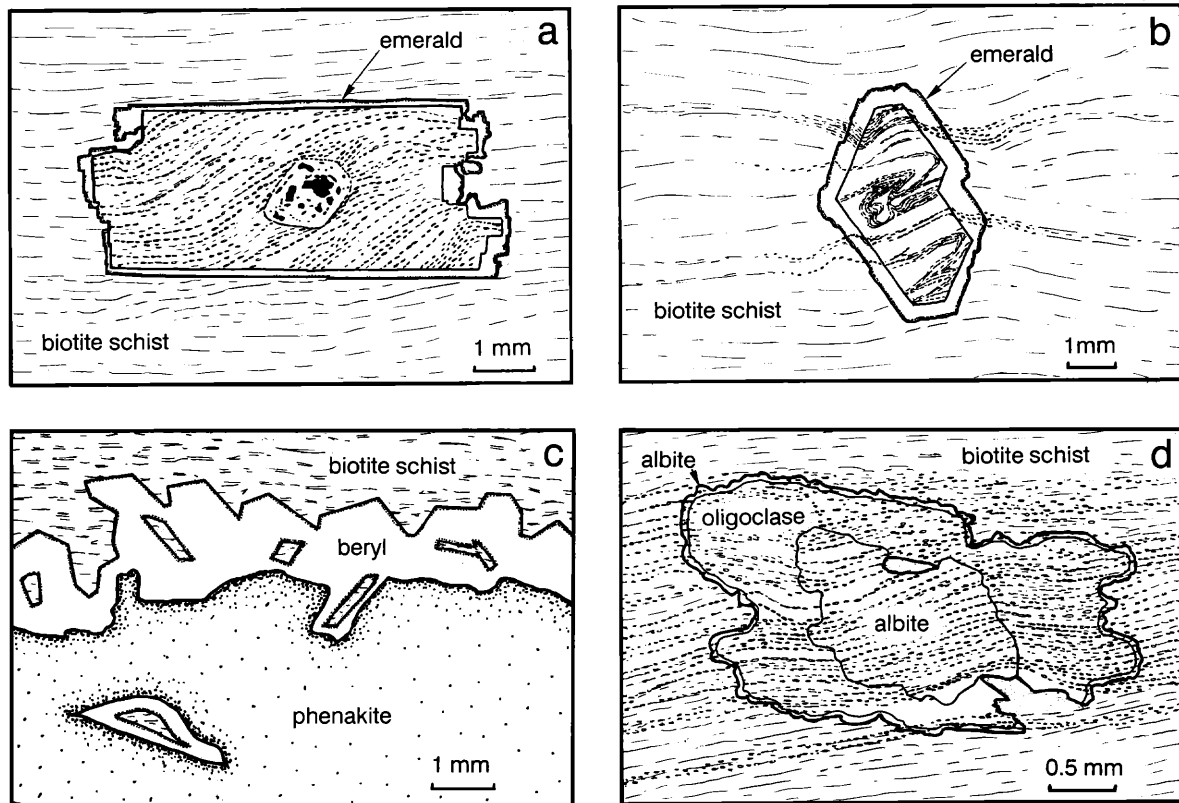 a
emerald
biotite schist
1 mm
b
emerald
biotite schist
1mm
c
biotite schist
beryl
phenakite
1 mm
d
albite
biotite schist
oligoclase
albite
0.5 mm